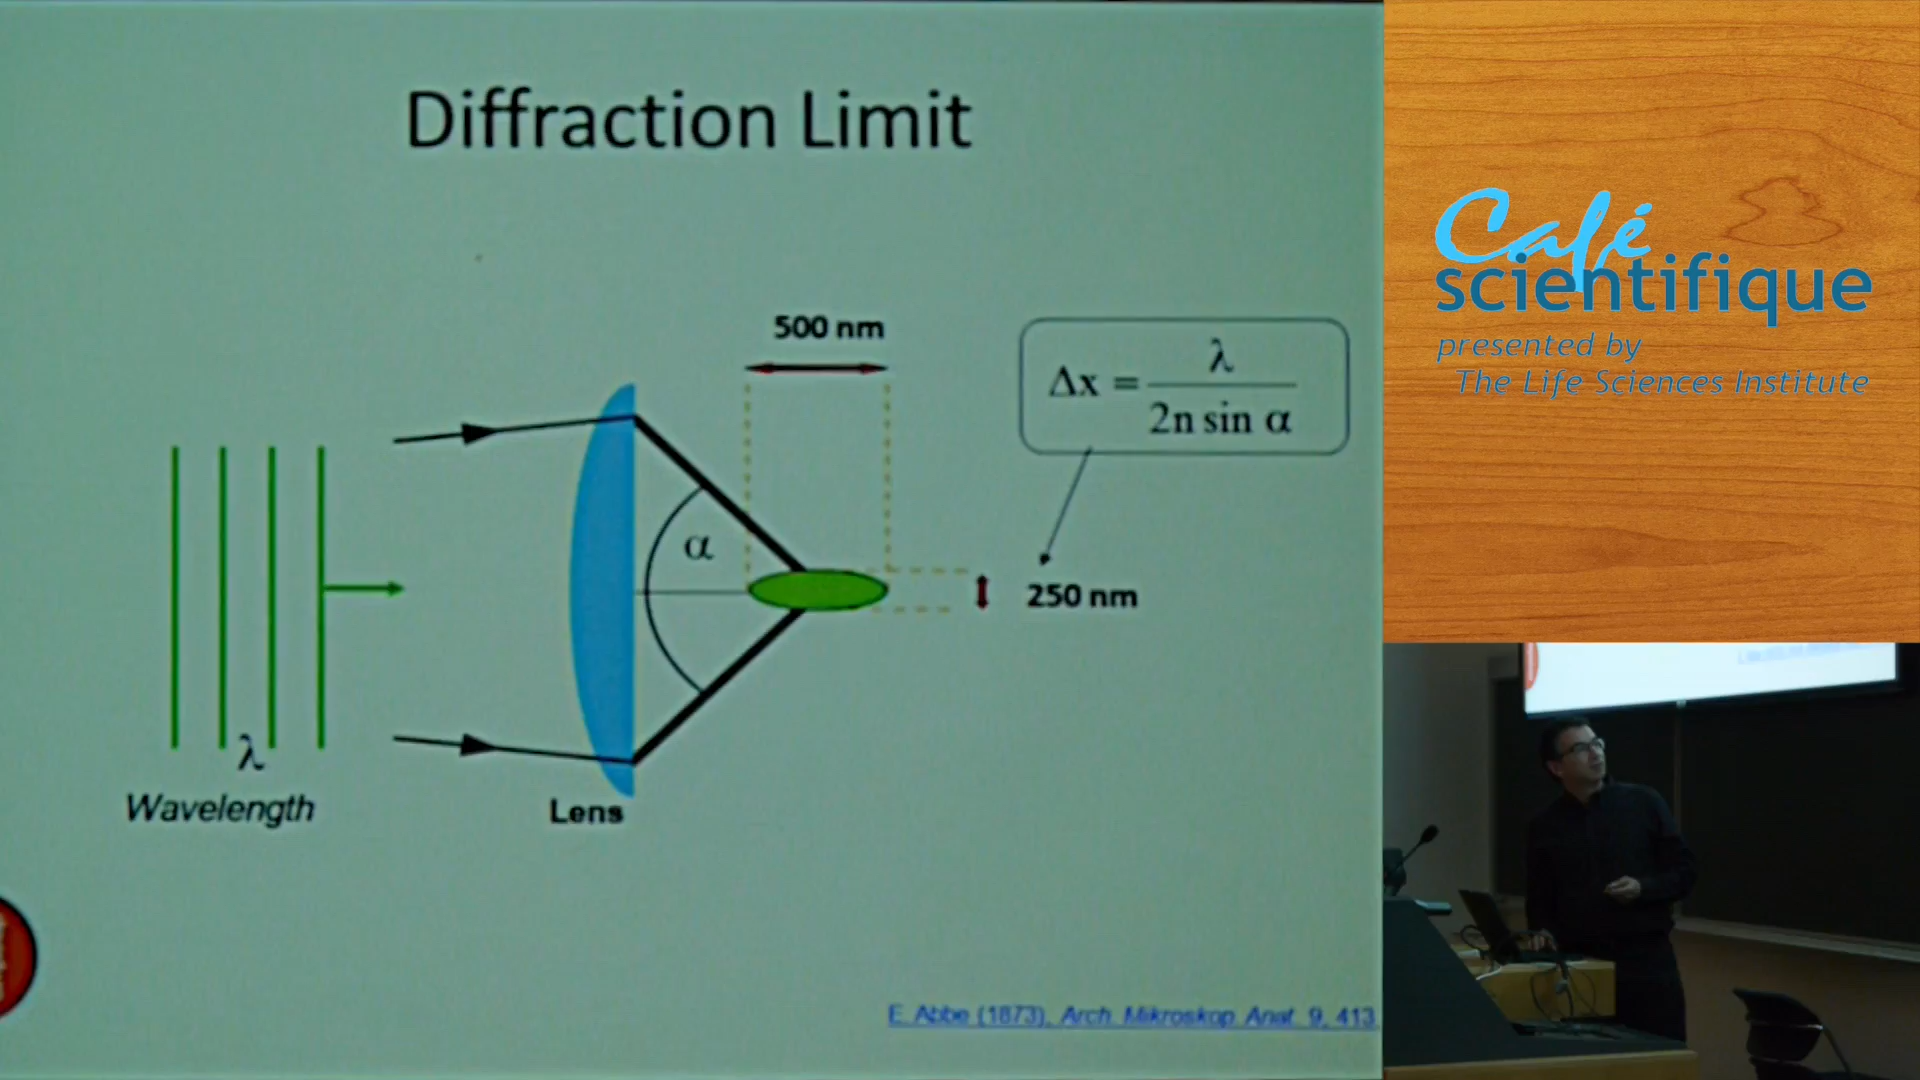 Diffraction Limit
500 nm
Δx = λ / 2n sin α
α
250 nm
λ
Wavelength
Lens
E. Abbe (1873), Arch. Mikroskop. Anat. 9, 413
Café
scientifique
presented by
The Life Sciences Institute